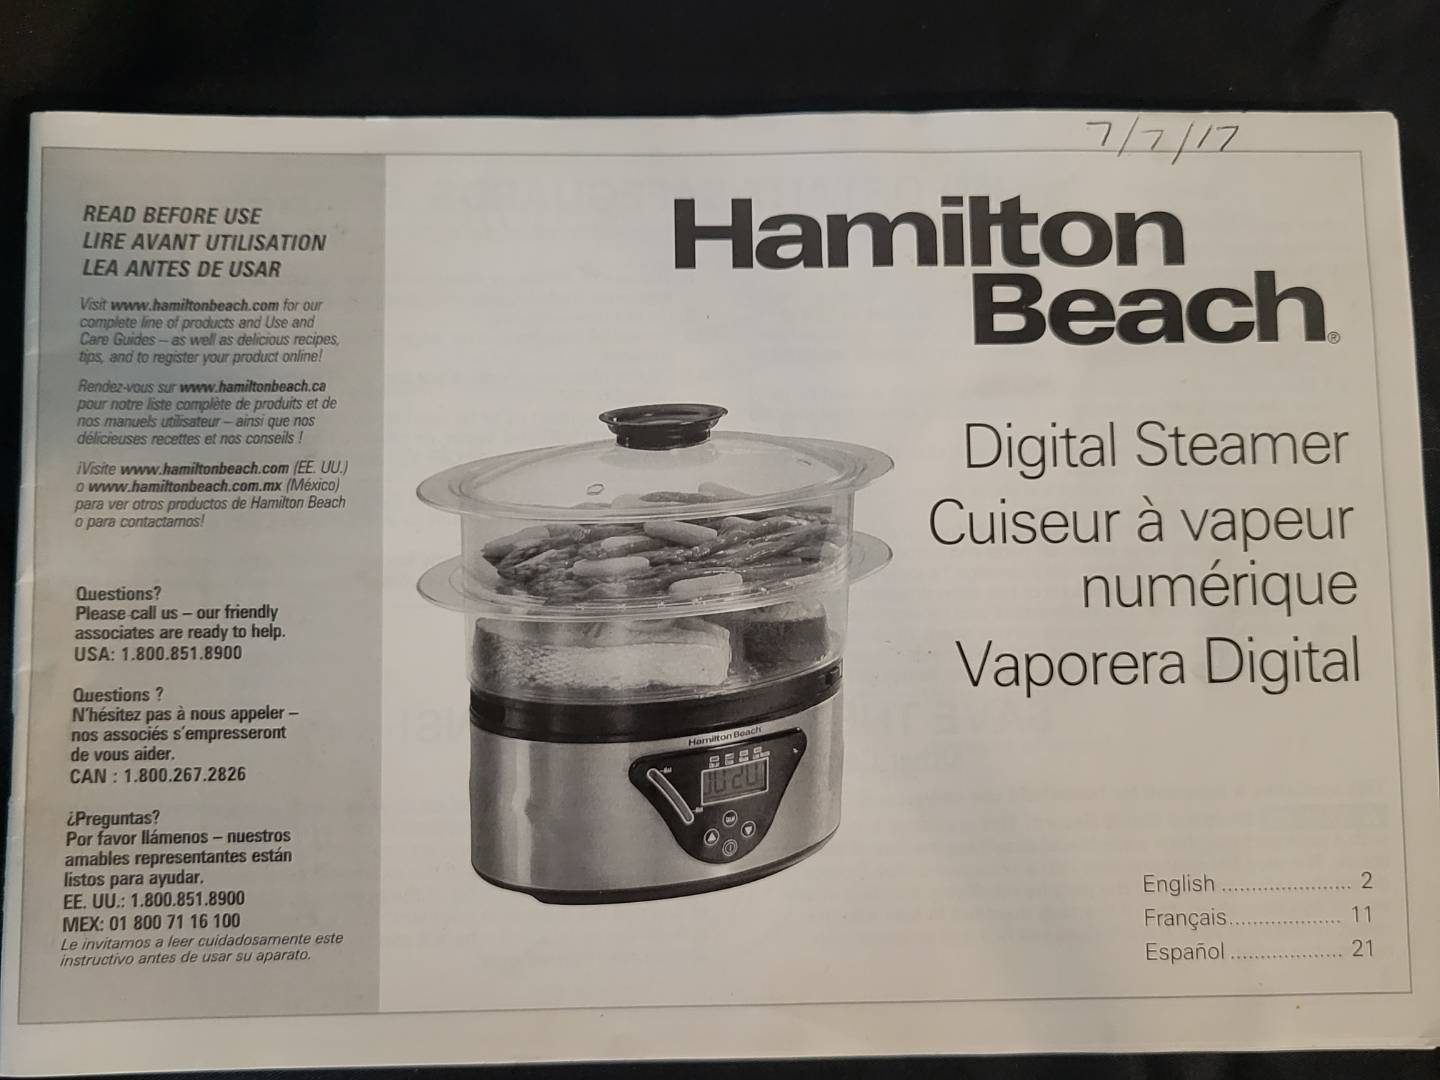 7/7/17
READ BEFORE USE
LIRE AVANT UTILISATION
LEA ANTES DE USAR
Visit www.hamiltonbeach.com for our
complete line of products and Use and
Care Guides – as well as delicious recipes,
tips, and to register your product online!
Rendez-vous sur www.hamiltonbeach.ca
pour notre liste complète de produits et de
nos manuels utilisateur – ainsi que nos
délicieuses recettes et nos conseils !
¡Visite www.hamiltonbeach.com (EE. UU.)
o www.hamiltonbeach.com.mx (México)
para ver otros productos de Hamilton Beach
o para contactarnos!
Questions?
Please call us – our friendly
associates are ready to help.
USA: 1.800.851.8900
Questions ?
N'hésitez pas à nous appeler –
nos associés s'empresseront
de vous aider.
CAN : 1.800.267.2826
¿Preguntas?
Por favor llámenos – nuestros
amables representantes están
listos para ayudar.
EE. UU.: 1.800.851.8900
MEX: 01 800 71 16 100
Le invitamos a leer cuidadosamente este
instructivo antes de usar su aparato.
Hamilton
Beach®
Digital Steamer
Cuiseur à vapeur
numérique
Vaporera Digital
Hamilton Beach
English ...................... 2
Français................... 11
Español ................... 21